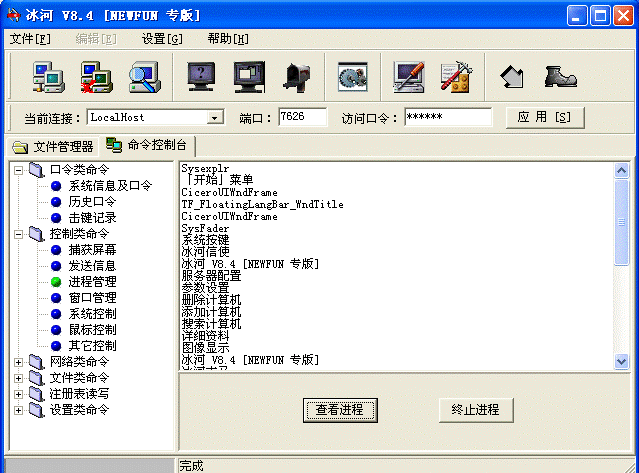 冰河 V8.4 [NEWFUN 专版]
文件[F] 编辑[E] 设置[G] 帮助[H]
当前连接: LocalHost 端口: 7626 访问口令: ****** 应 用 [S]
文件管理器 命令控制台
口令类命令
系统信息及口令
历史口令
击键记录
控制类命令
捕获屏幕
发送信息
进程管理
窗口管理
系统控制
鼠标控制
其它控制
网络类命令
文件类命令
注册表读写
设置类命令
Sysexplr
「开始」菜单
CiceroUIWndFrame
TF_FloatingLangBar_WndTitle
CiceroUIWndFrame
SysFader
系统按键
冰河信使
冰河 V8.4 [NEWFUN 专版]
服务器配置
参数设置
删除计算机
添加计算机
搜索计算机
详细资料
图像显示
冰河 V8.4 [NEWFUN 专版]
查看进程 终止进程
完成